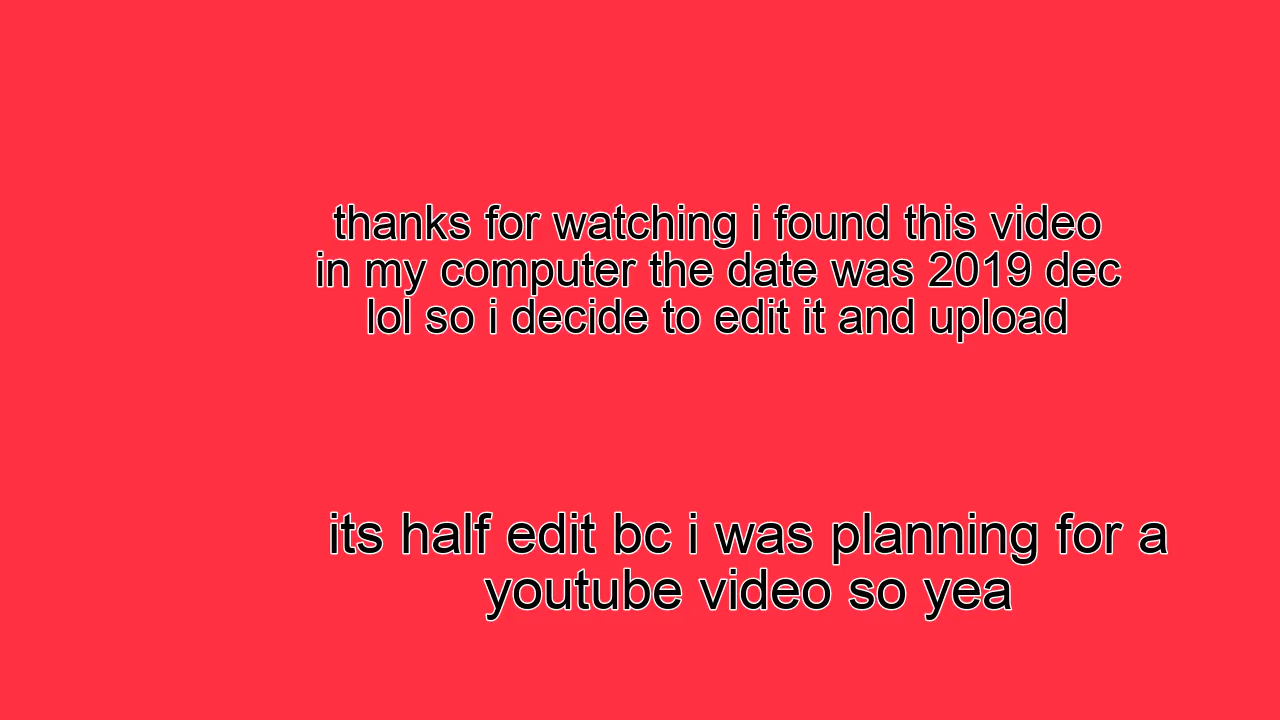 thanks for watching i found this video
in my computer the date was 2019 dec
lol so i decide to edit it and upload
its half edit bc i was planning for a
youtube video so yea